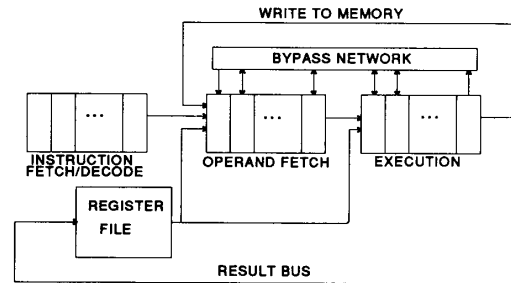 WRITE TO MEMORY
BYPASS NETWORK
...
...
...
INSTRUCTION
FETCH/DECODE
OPERAND FETCH
EXECUTION
REGISTER
FILE
RESULT BUS